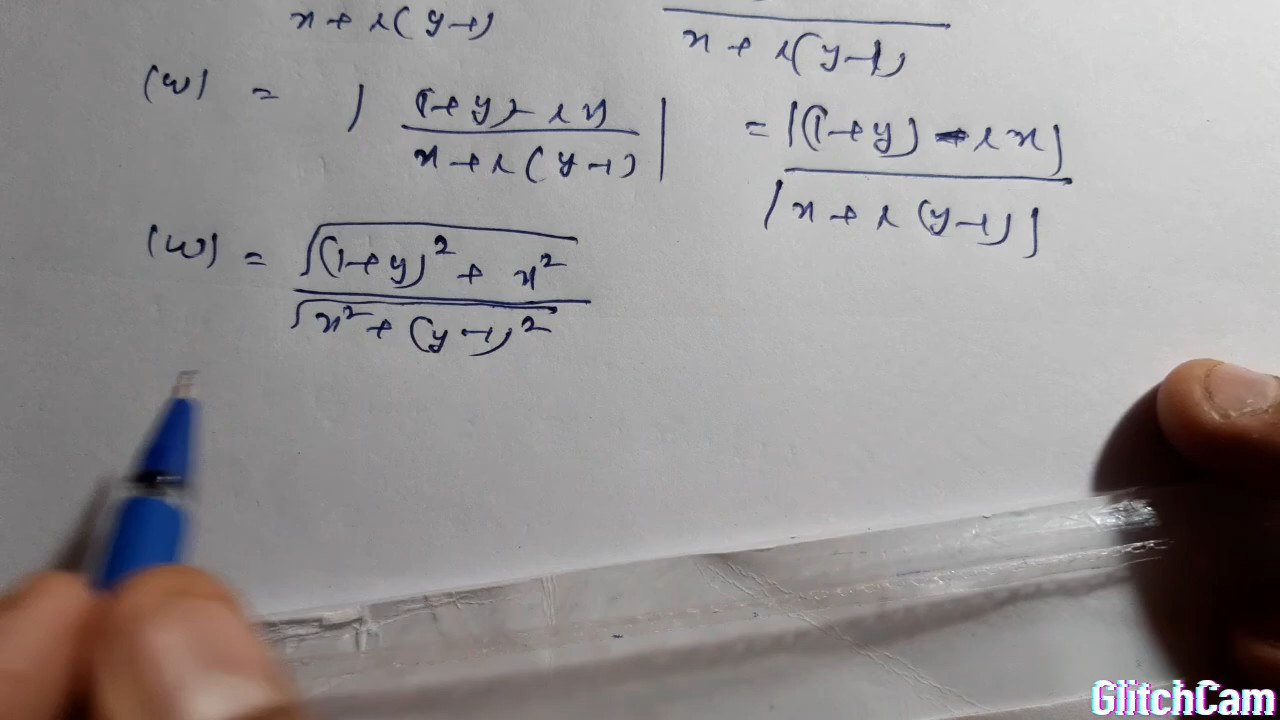 x + i(y-1)
x + i(y-1)
|w| = | (1+y) - ix / x + i(y-1) | = |(1+y) - ix| / |x + i(y-1)|
|w| = √(1+y)² + x² / √x² + (y-1)²
GlitchCam